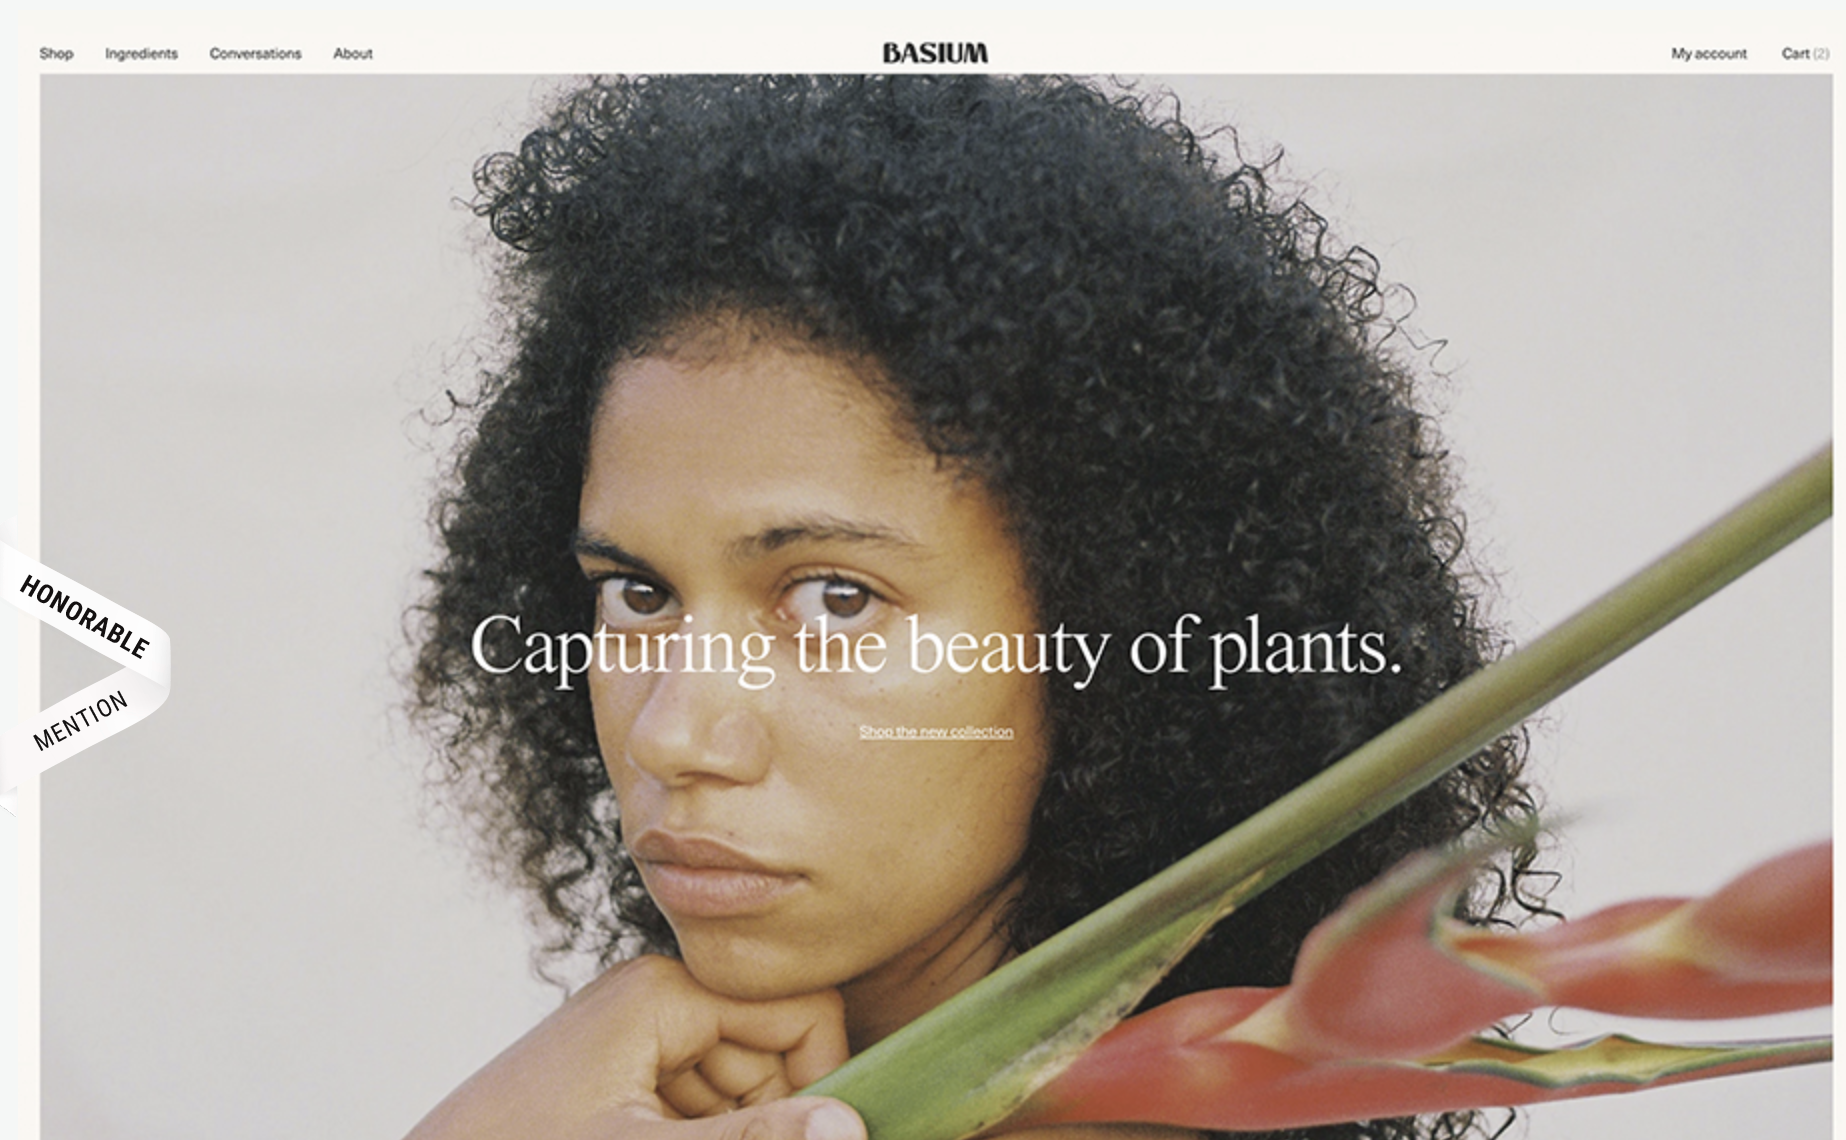 Shop Ingredients Conversations About BASIUM My account Cart (2)
HONORABLE
MENTION
Capturing the beauty of plants.
Shop the new collection